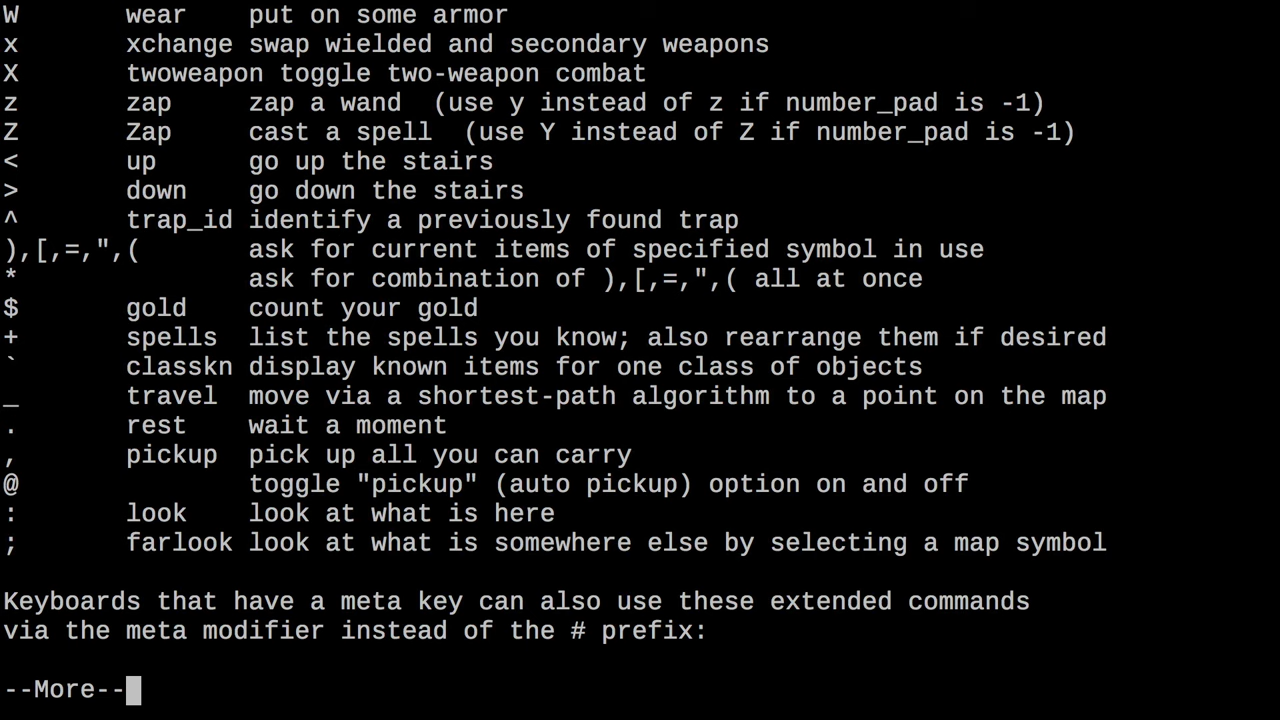 W       wear    put on some armor
x       xchange swap wielded and secondary weapons
X       twoweapon toggle two-weapon combat
z       zap     zap a wand  (use y instead of z if number_pad is -1)
Z       Zap     cast a spell  (use Y instead of Z if number_pad is -1)
<       up      go up the stairs
>       down    go down the stairs
^       trap_id identify a previously found trap
),[,=,",(       ask for current items of specified symbol in use
*               ask for combination of ),[,=,",( all at once
$       gold    count your gold
+       spells  list the spells you know; also rearrange them if desired
`       classkn display known items for one class of objects
_       travel  move via a shortest-path algorithm to a point on the map
.       rest    wait a moment
,       pickup  pick up all you can carry
@               toggle "pickup" (auto pickup) option on and off
:       look    look at what is here
;       farlook look at what is somewhere else by selecting a map symbol
Keyboards that have a meta key can also use these extended commands
via the meta modifier instead of the # prefix:
--More--